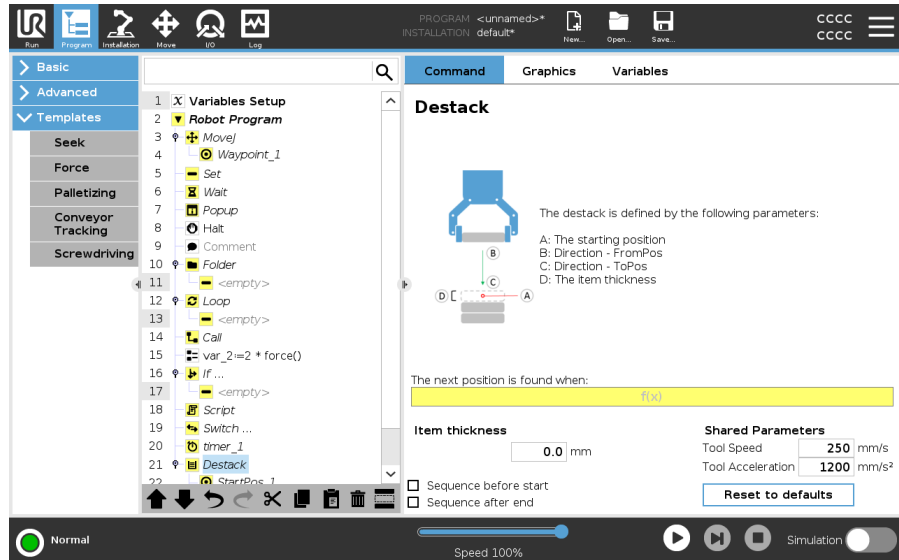 PROGRAM <unnamed>*
INSTALLATION default*
UR
Run
Program
Installation
Move
I/O
Log
New...
Open...
Save...
CCCC
CCCC
Basic
Advanced
Templates
Seek
Force
Palletizing
Conveyor
Tracking
Screwdriving
1 X Variables Setup
2 Robot Program
3 MoveJ
4 Waypoint_1
5 Set
6 Wait
7 Popup
8 Halt
9 Comment
10 Folder
11 <empty>
12 Loop
13 <empty>
14 Call
15 var_2≔2 * force()
16 If ...
17 <empty>
18 Script
19 Switch ...
20 timer_1
21 Destack
22 StartPos_1
Command
Graphics
Variables
Destack
B
C
D
A
The destack is defined by the following parameters:
A: The starting position
B: Direction - FromPos
C: Direction - ToPos
D: The item thickness
The next position is found when:
f(x)
Item thickness
0.0 mm
Sequence before start
Sequence after end
Shared Parameters
Tool Speed 250 mm/s
Tool Acceleration 1200 mm/s²
Reset to defaults
Normal
Speed 100%
Simulation